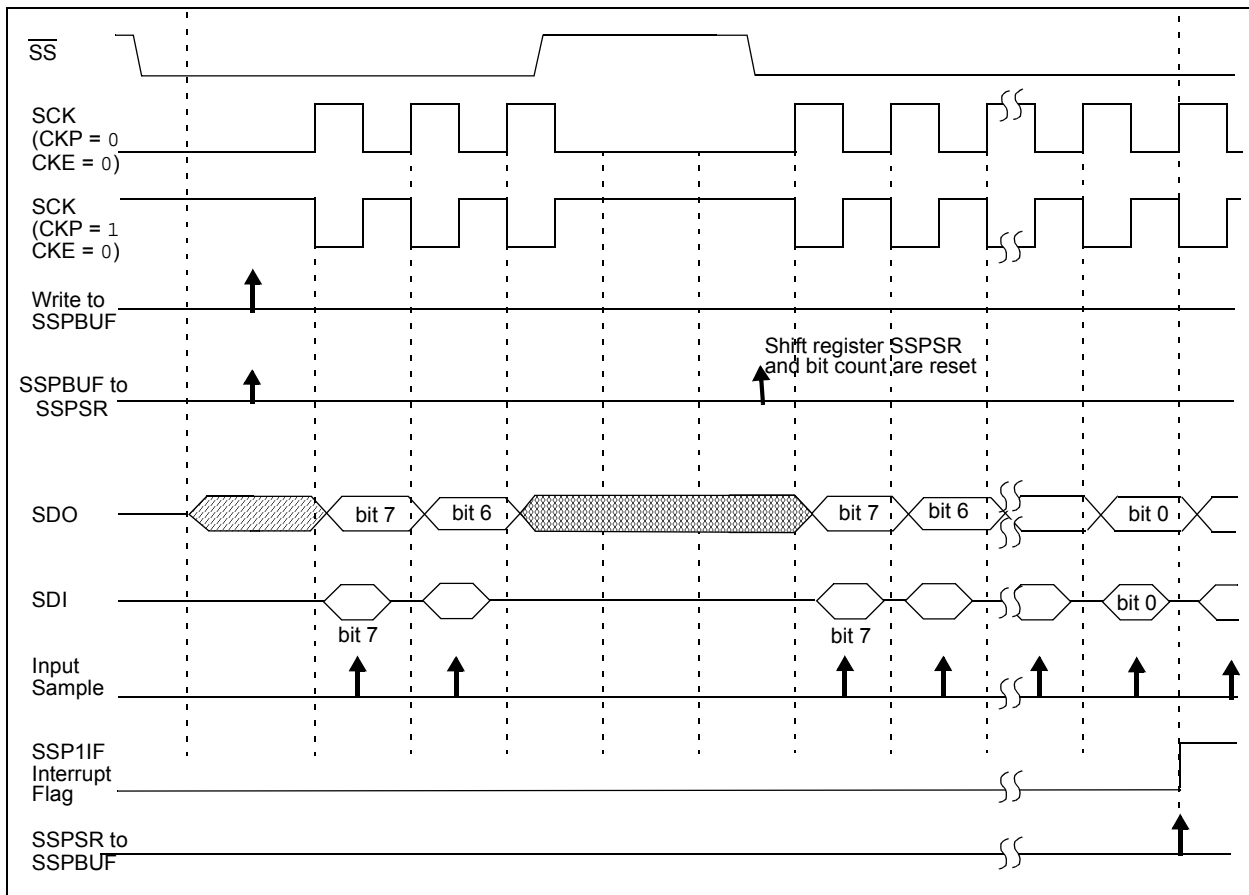 SS
SCK
(CKP = 0
CKE = 0)
SCK
(CKP = 1
CKE = 0)
Write to
SSPBUF
Shift register SSPSR
and bit count are reset
SSPBUF to
SSPSR
SDO
bit 7
bit 6
bit 7
bit 6
bit 0
SDI
bit 0
bit 7
bit 7
Input
Sample
SSP1IF
Interrupt
Flag
SSPSR to
SSPBUF